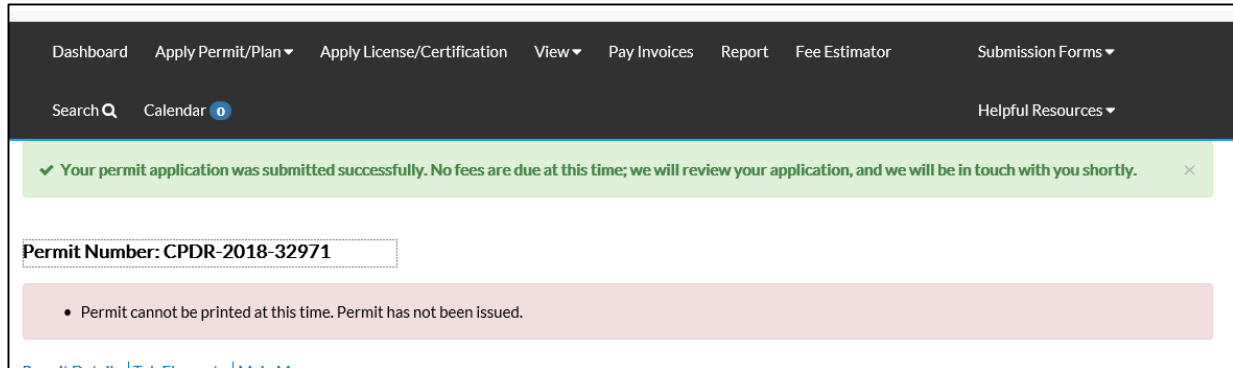 Dashboard Apply Permit/Plan Apply License/Certification View Pay Invoices Report Fee Estimator Submission Forms
Search Calendar 0 Helpful Resources
Your permit application was submitted successfully. No fees are due at this time; we will review your application, and we will be in touch with you shortly. ×
Permit Number: CPDR-2018-32971
• Permit cannot be printed at this time. Permit has not been issued.